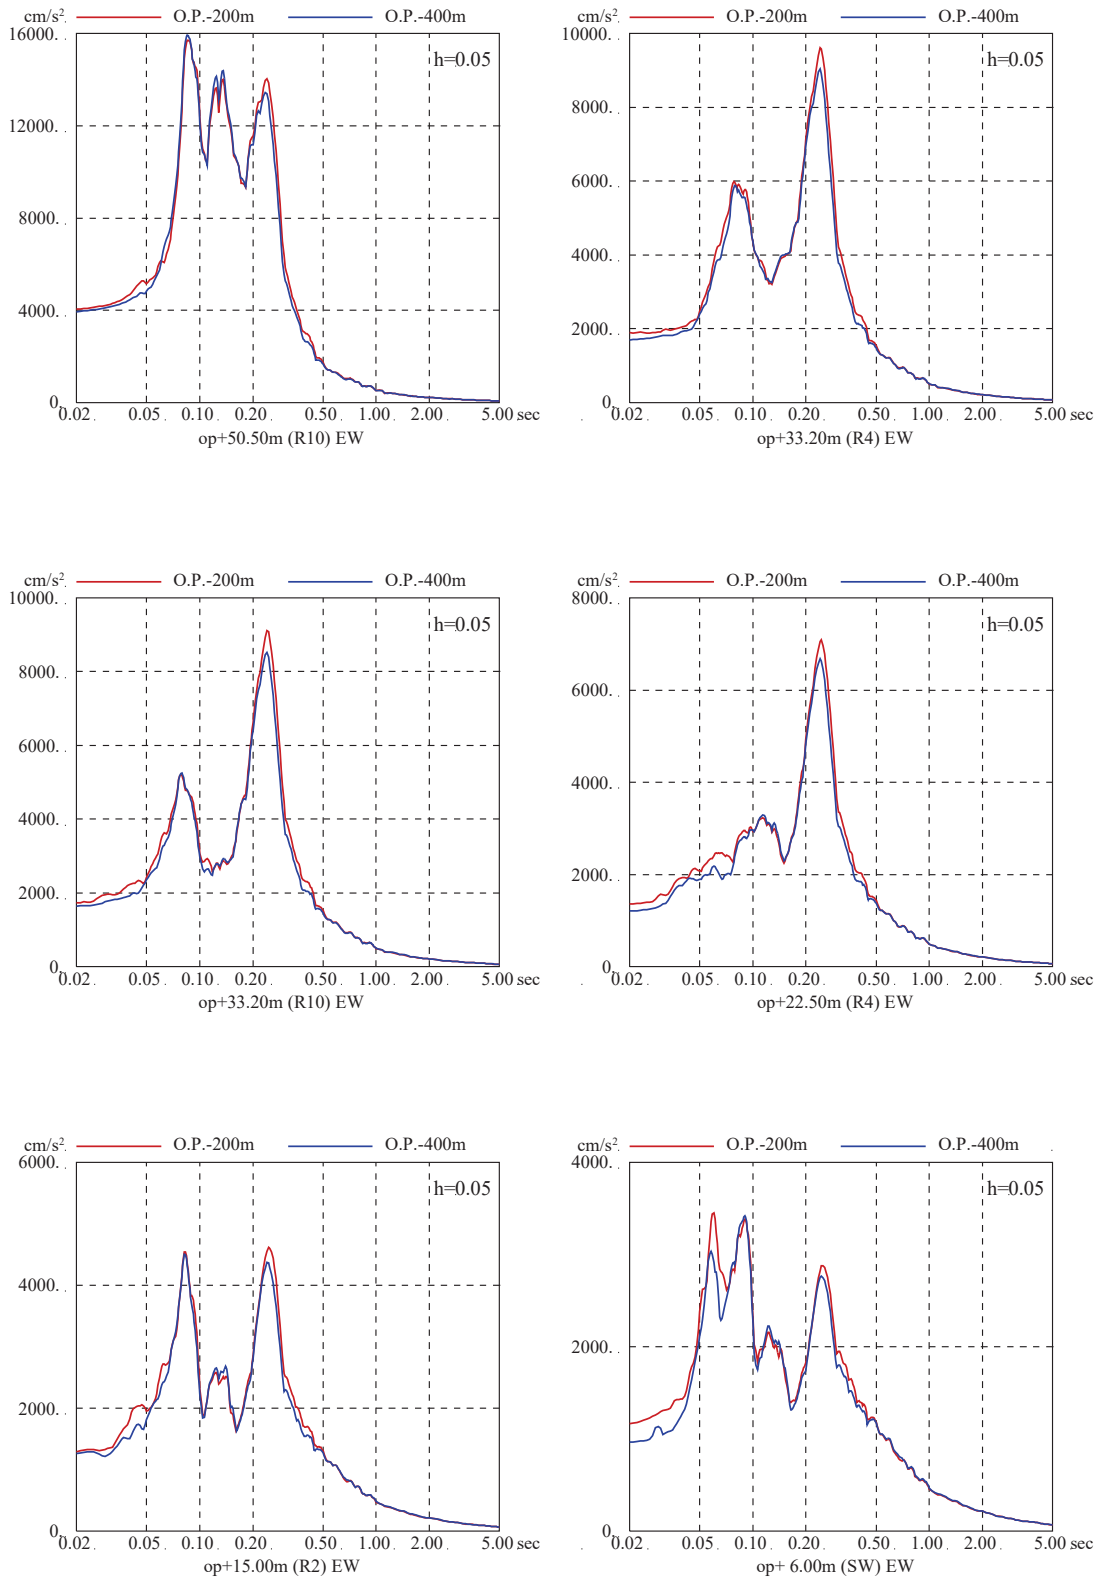 cm/s² O.P.-200m O.P.-400m
16000.
h=0.05
12000.
8000.
4000.
0.
0.02 0.05 0.10 0.20 0.50 1.00 2.00 5.00 sec
op+50.50m (R10) EW
cm/s² O.P.-200m O.P.-400m
10000.
h=0.05
8000.
6000.
4000.
2000.
0.
0.02 0.05 0.10 0.20 0.50 1.00 2.00 5.00 sec
op+33.20m (R4) EW
cm/s² O.P.-200m O.P.-400m
10000.
h=0.05
8000.
6000.
4000.
2000.
0.
0.02 0.05 0.10 0.20 0.50 1.00 2.00 5.00 sec
op+33.20m (R10) EW
cm/s² O.P.-200m O.P.-400m
8000.
h=0.05
6000.
4000.
2000.
0.
0.02 0.05 0.10 0.20 0.50 1.00 2.00 5.00 sec
op+22.50m (R4) EW
cm/s² O.P.-200m O.P.-400m
6000.
h=0.05
4000.
2000.
0.
0.02 0.05 0.10 0.20 0.50 1.00 2.00 5.00 sec
op+15.00m (R2) EW
cm/s² O.P.-200m O.P.-400m
4000.
h=0.05
2000.
0.
0.02 0.05 0.10 0.20 0.50 1.00 2.00 5.00 sec
op+ 6.00m (SW) EW